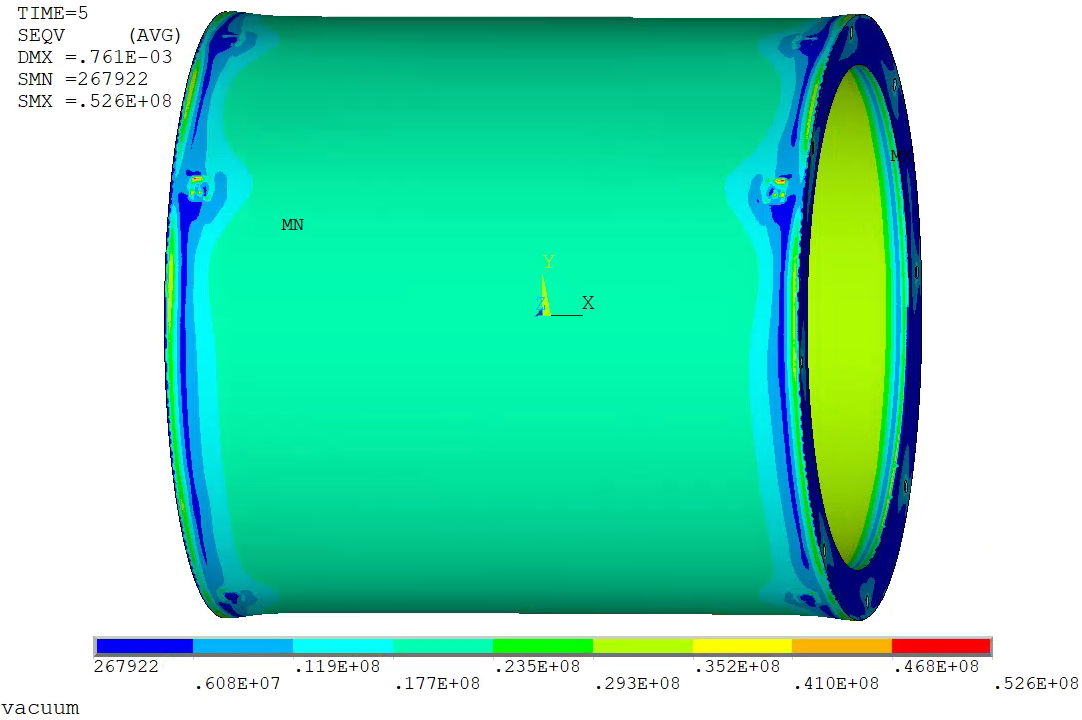 TIME=5
SEQV (AVG)
DMX =.761E-03
SMN =267922
SMX =.526E+08
MN
Y
Z X
267922 .119E+08 .235E+08 .352E+08 .468E+08
.608E+07 .177E+08 .293E+08 .410E+08 .526E+08
vacuum